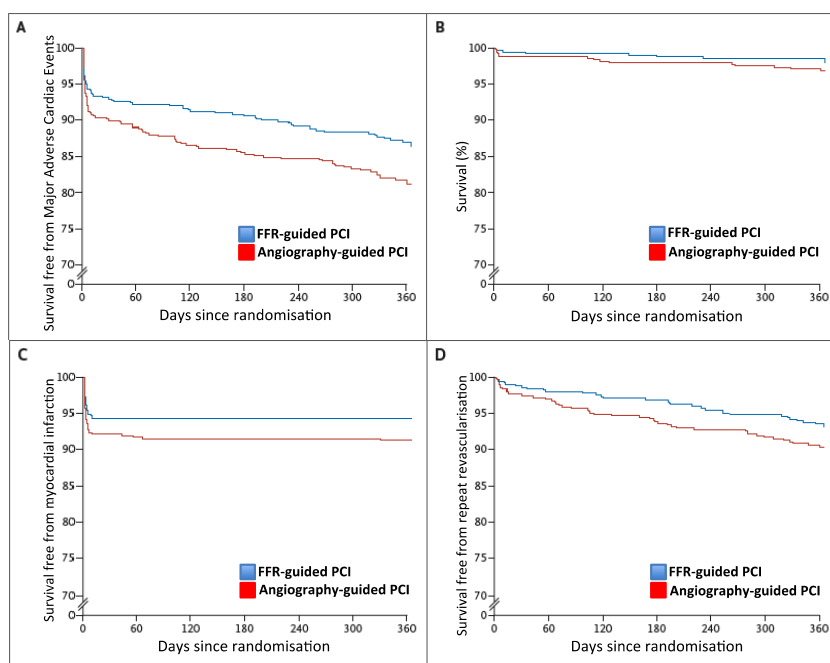 A
Survival free from Major Adverse Cardiac Events
100
95
90
85
80
75
70
0
FFR-guided PCI
Angiography-guided PCI
0 60 120 180 240 300 360
Days since randomisation
B
Survival (%)
100
95
90
85
80
75
70
0
FFR-guided PCI
Angiography-guided PCI
0 60 120 180 240 300 360
Days since randomisation
C
Survival free from myocardial infarction
100
95
90
85
80
75
70
0
FFR-guided PCI
Angiography-guided PCI
0 60 120 180 240 300 360
Days since randomisation
D
Survival free from repeat revascularisation
100
95
90
85
80
75
70
0
FFR-guided PCI
Angiography-guided PCI
0 60 120 180 240 300 360
Days since randomisation